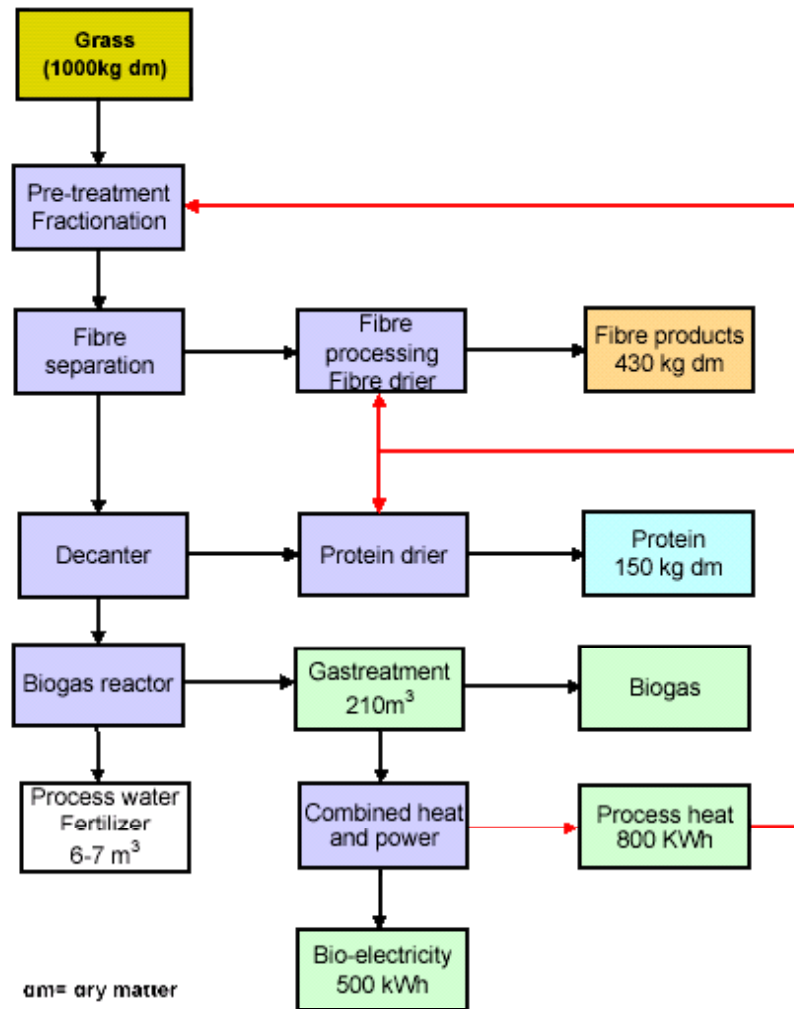 Grass
(1000kg dm)
Pre-treatment
Fractionation
Fibre
separation
Fibre
processing
Fibre drier
Fibre products
430 kg dm
Decanter
Protein drier
Protein
150 kg dm
Biogas reactor
Gastreatment
210m³
Biogas
Process water
Fertilizer
6-7 m³
Combined heat
and power
Process heat
800 KWh
Bio-electricity
500 kWh
dm= dry matter